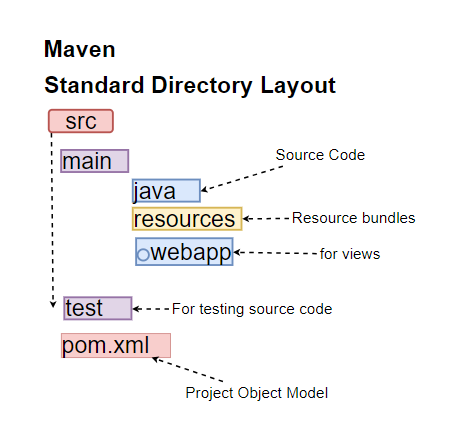 Maven
Standard Directory Layout
src
main
Source Code
java
resources
Resource bundles
webapp
for views
test
For testing source code
pom.xml
Project Object Model